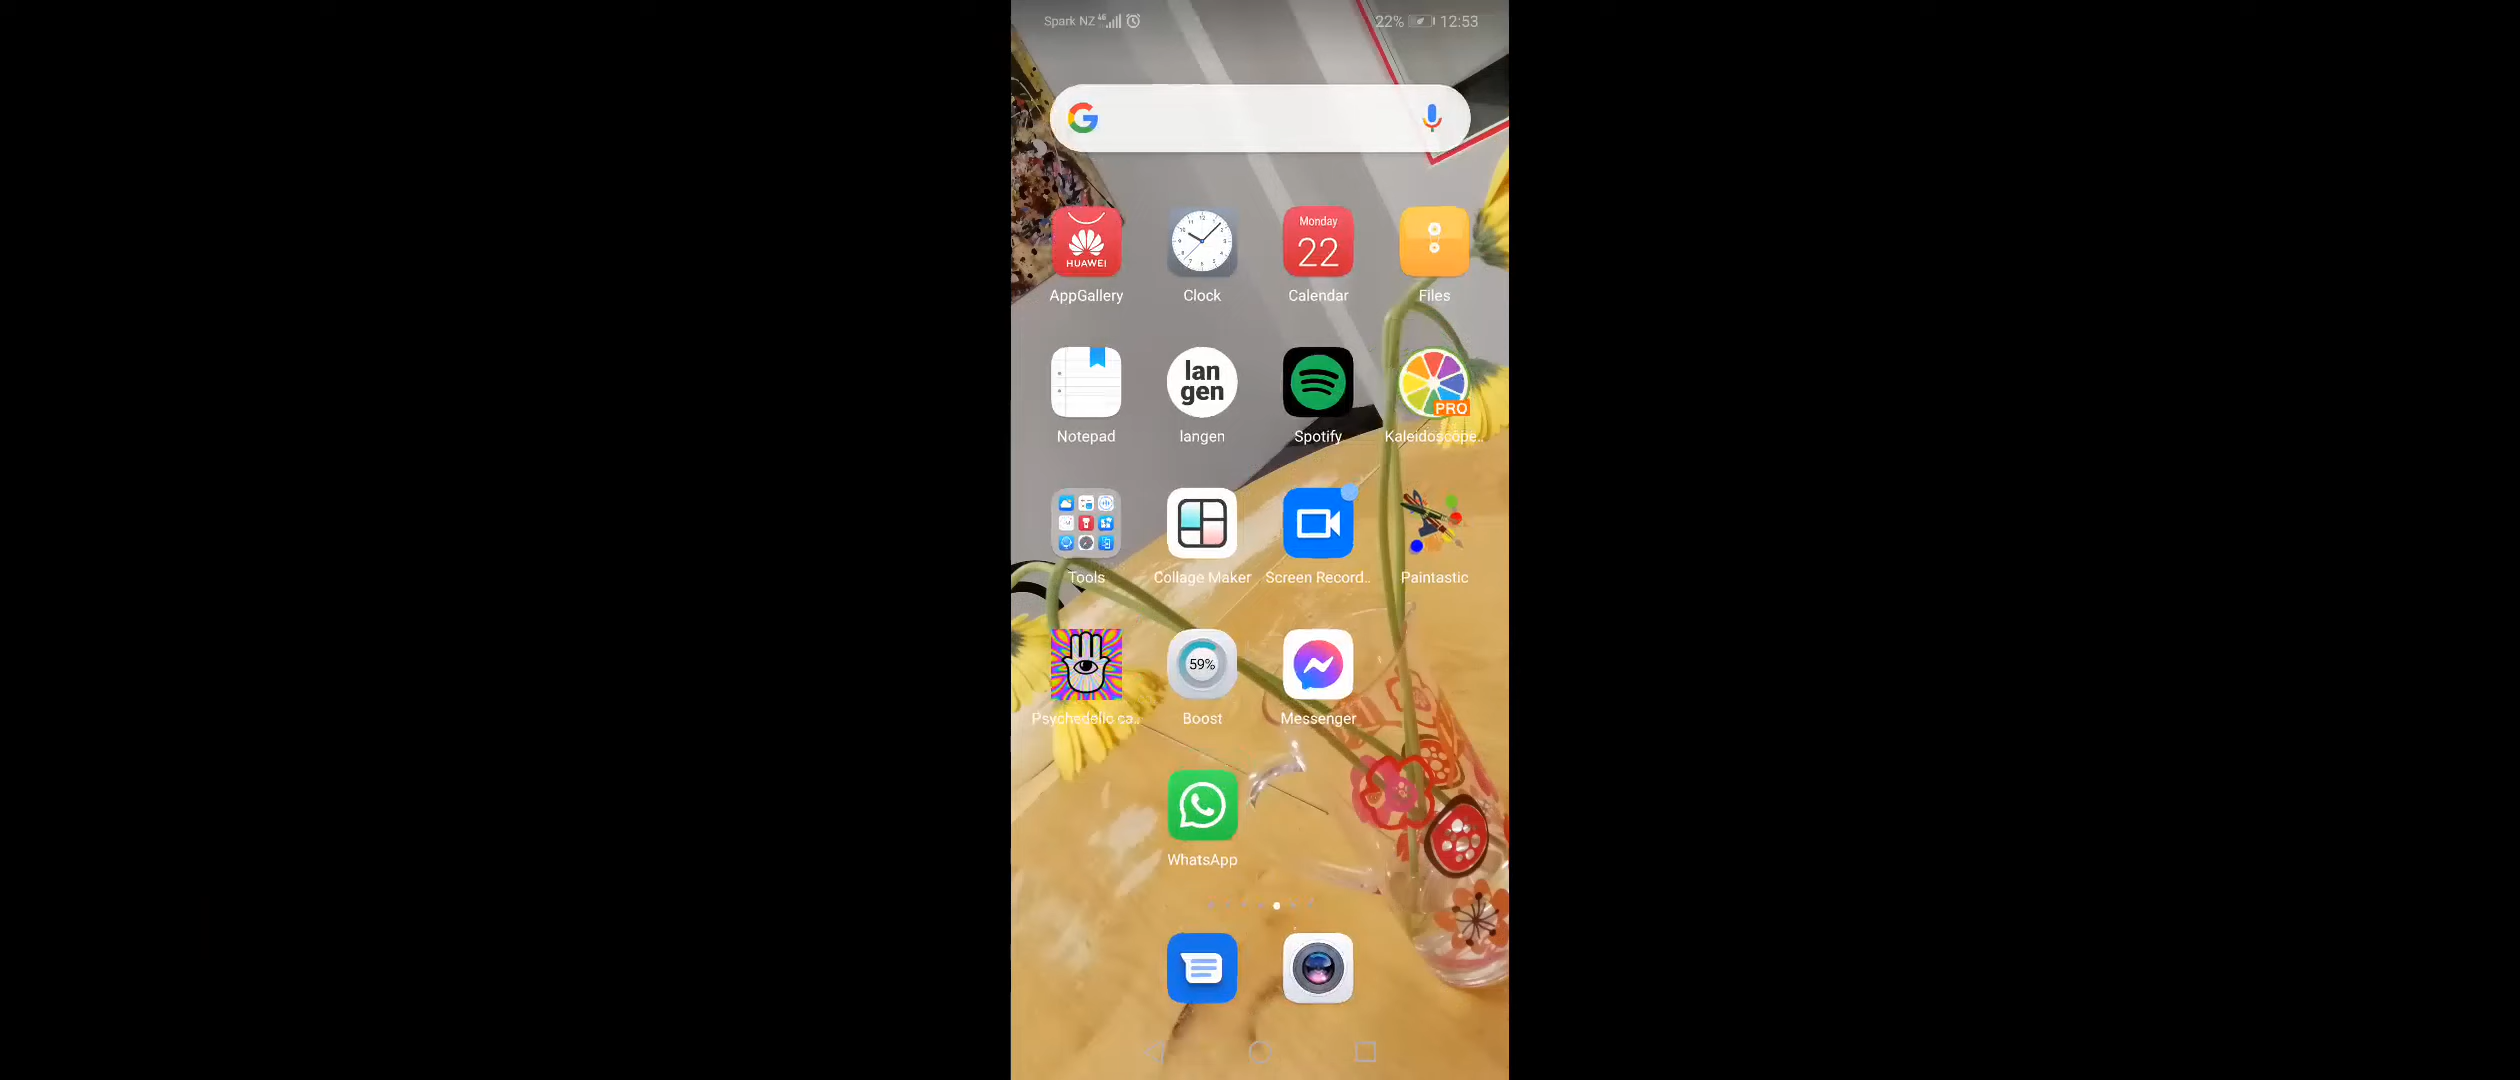 Spark NZ 4G
22% 12:53
HUAWEI
Monday
22
AppGallery Clock Calendar Files
lan
gen
PRO
Notepad langen Spotify Kaleidoscope..
Tools Collage Maker Screen Record.. Paintastic
59%
Psychedelic ca.. Boost Messenger
WhatsApp